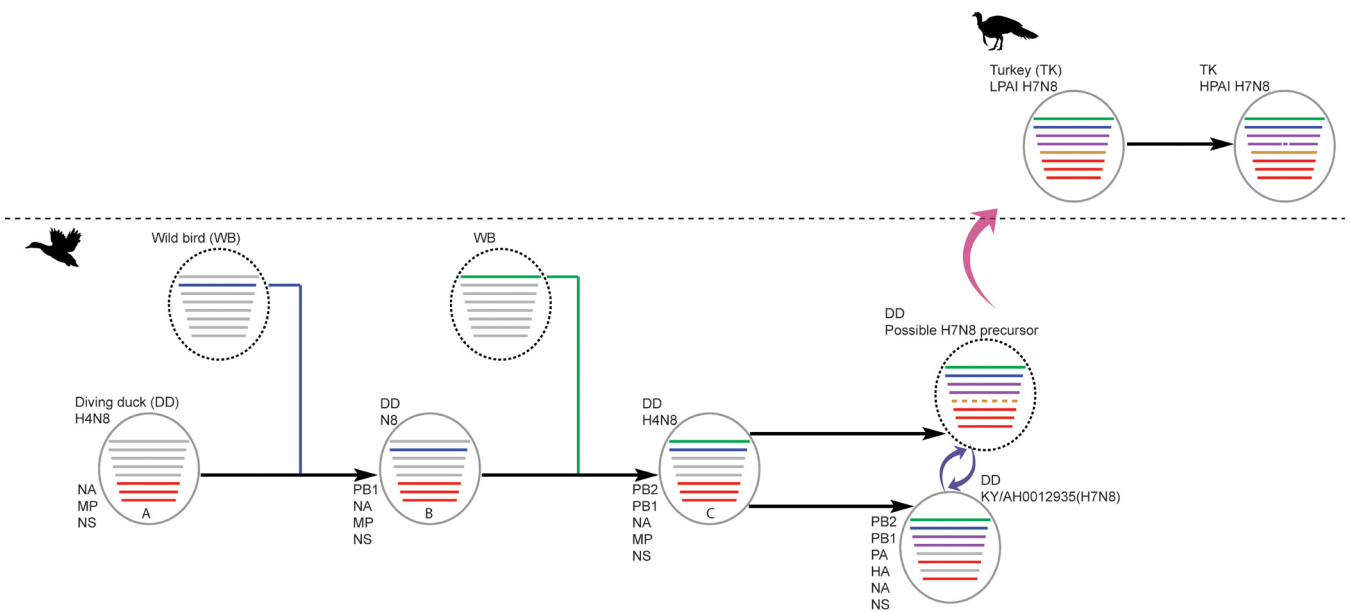 Turkey (TK)
LPAI H7N8
TK
HPAI H7N8
Wild bird (WB)
WB
DD
Possible H7N8 precursor
Diving duck (DD)
H4N8
DD
N8
DD
H4N8
NA
MP
NS
A
PB1
NA
MP
NS
B
PB2
PB1
NA
MP
NS
C
DD
KY/AH0012935(H7N8)
PB2
PB1
PA
HA
NA
NS